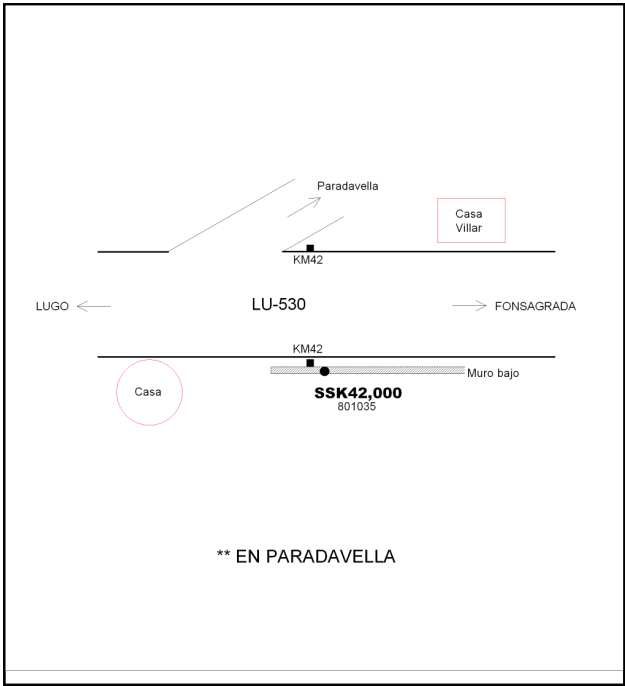 Paradavella
Casa
Villar
KM42
LUGO
LU-530
FONSAGRADA
KM42
Muro bajo
Casa
SSK42,000
801035
** EN PARADAVELLA